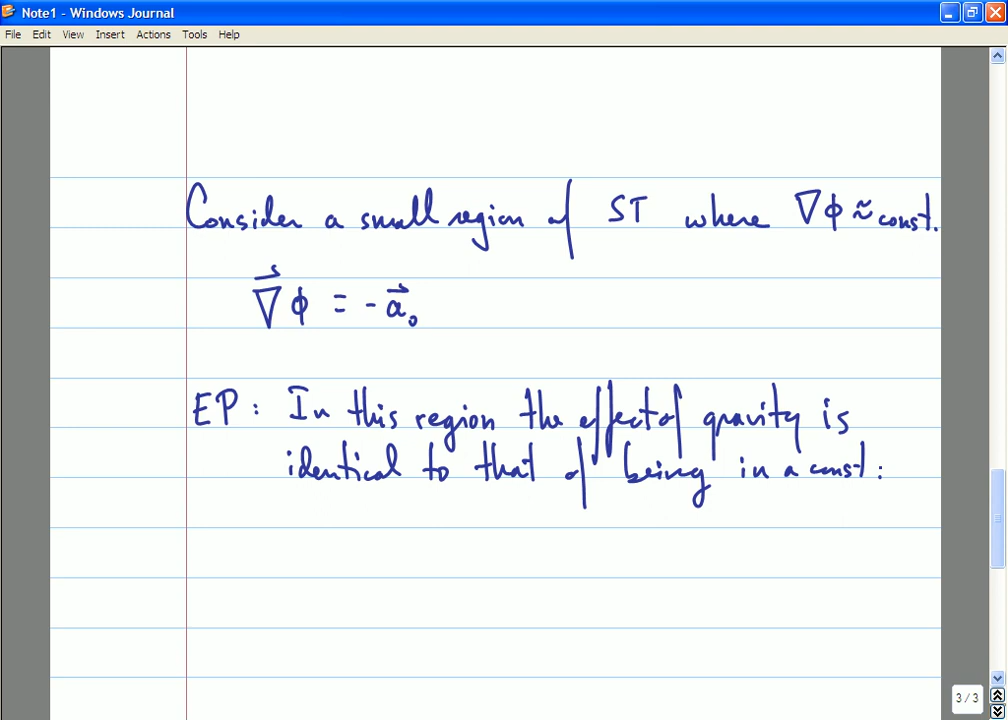 Note1 - Windows Journal
File Edit View Insert Actions Tools Help
Consider a small region of ST where ∇ϕ ≈ const.
∇⃗ϕ = -a⃗₀
EP: In this region the effect of gravity is
identical to that of being in a const:
3 / 3